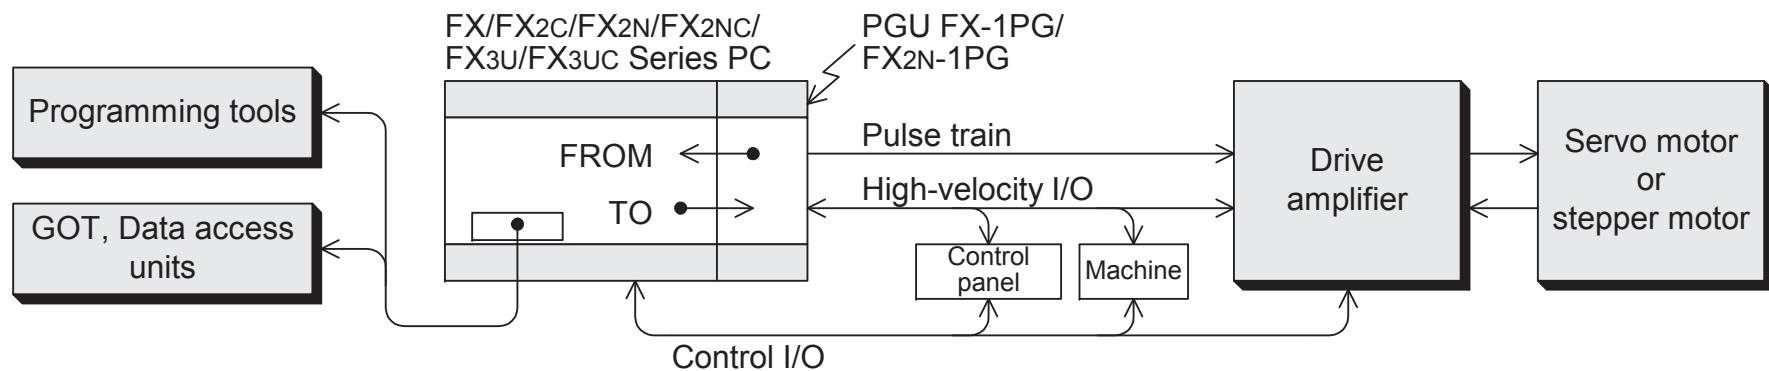 FX/FX2C/FX2N/FX2NC/
FX3U/FX3UC Series PC
PGU FX-1PG/
FX2N-1PG
Programming tools
GOT, Data access
units
FROM
TO
Pulse train
High-velocity I/O
Control
panel
Machine
Drive
amplifier
Servo motor
or
stepper motor
Control I/O